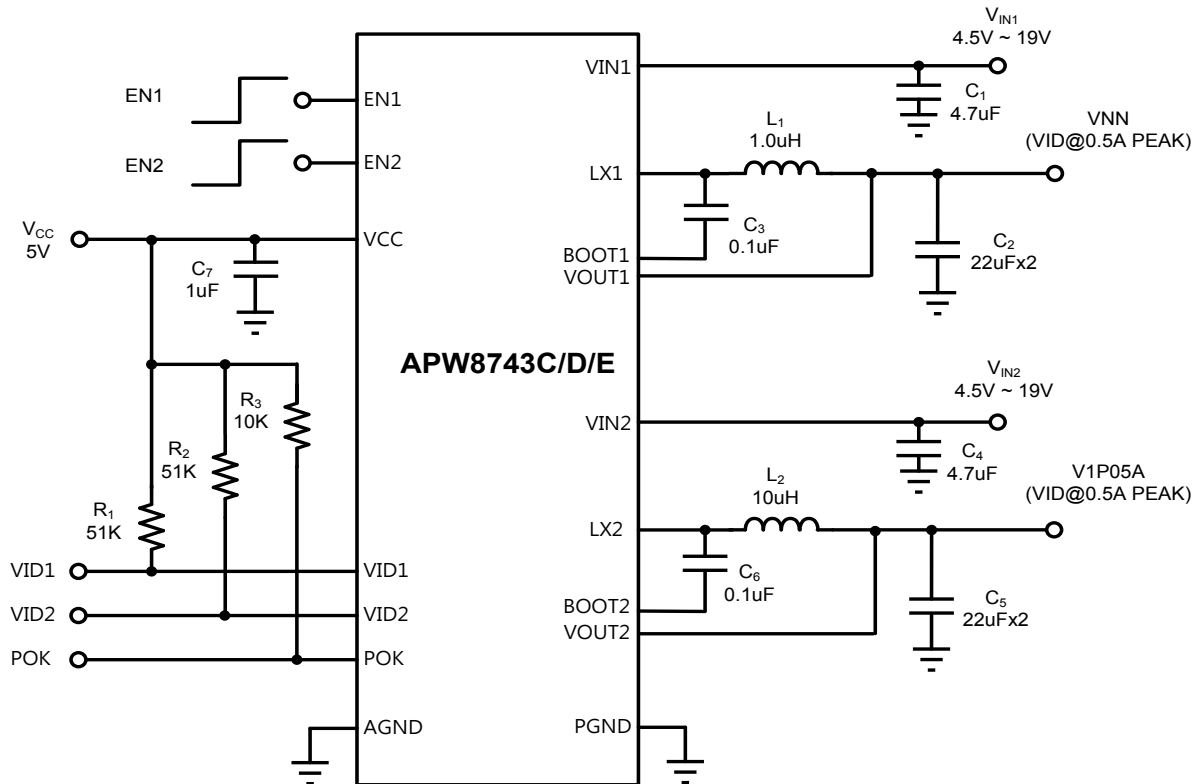 V_IN1
4.5V ~ 19V
VIN1
C1
4.7uF
EN1
EN1
EN2
EN2
L1
1.0uH
VNN
(VID@0.5A PEAK)
LX1
C3
0.1uF
BOOT1
VOUT1
C2
22uFx2
VCC
5V
VCC
C7
1uF
APW8743C/D/E
R3
10K
R2
51K
R1
51K
V_IN2
4.5V ~ 19V
VIN2
C4
4.7uF
L2
10uH
V1P05A
(VID@0.5A PEAK)
LX2
C6
0.1uF
BOOT2
VOUT2
C5
22uFx2
VID1
VID1
VID2
VID2
POK
POK
AGND
PGND